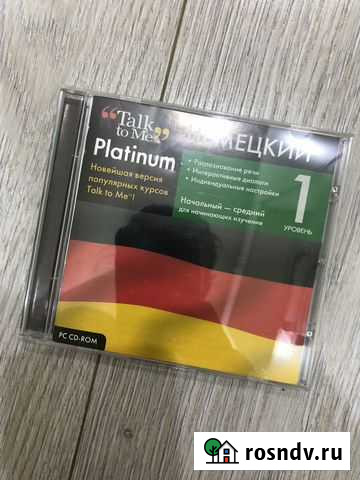 “Talk
to Me”
Platinum
Новейшая версия
популярных курсов
Talk to Me"!
НЕМЕЦКИЙ
• Распознавание речи
• Интерактивные диалоги
• Индивидуальные настройки
Начальный — средний
для начинающих изучение
1
УРОВЕНЬ
PC CD-ROM
rosndv.ru